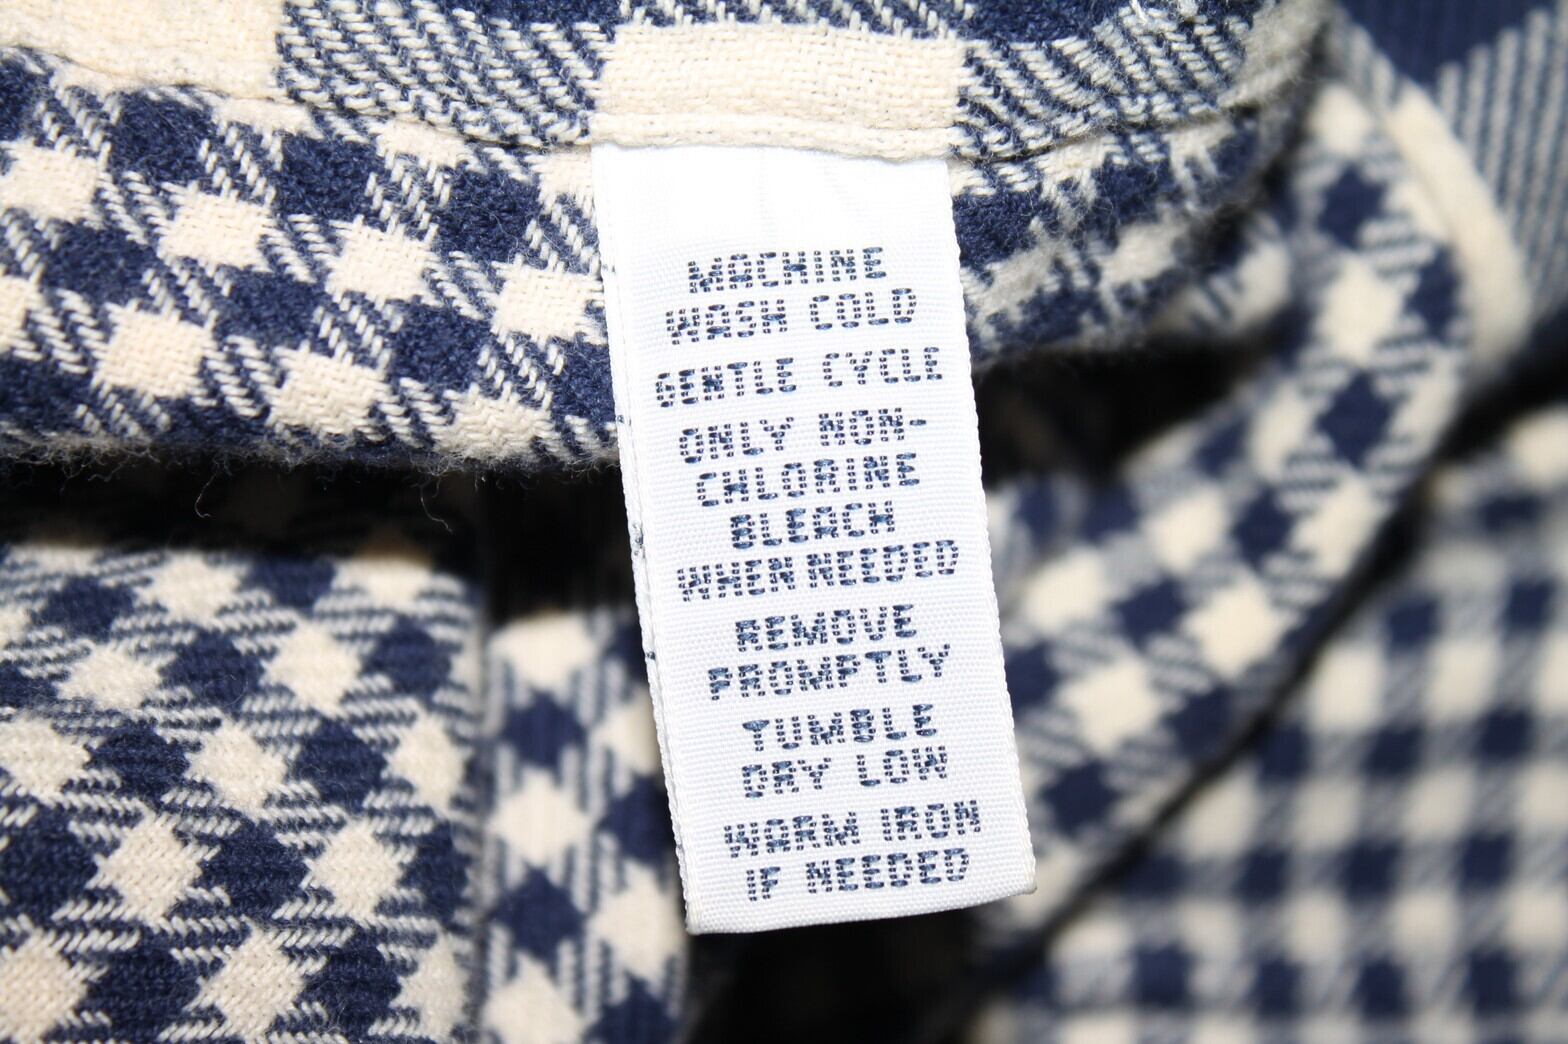 MACHINE
WASH COLD
GENTLE CYCLE
ONLY NON-
CHLORINE
BLEACH
WHEN NEEDED
REMOVE
PROMPTLY
TUMBLE
DRY LOW
WARM IRON
IF NEEDED